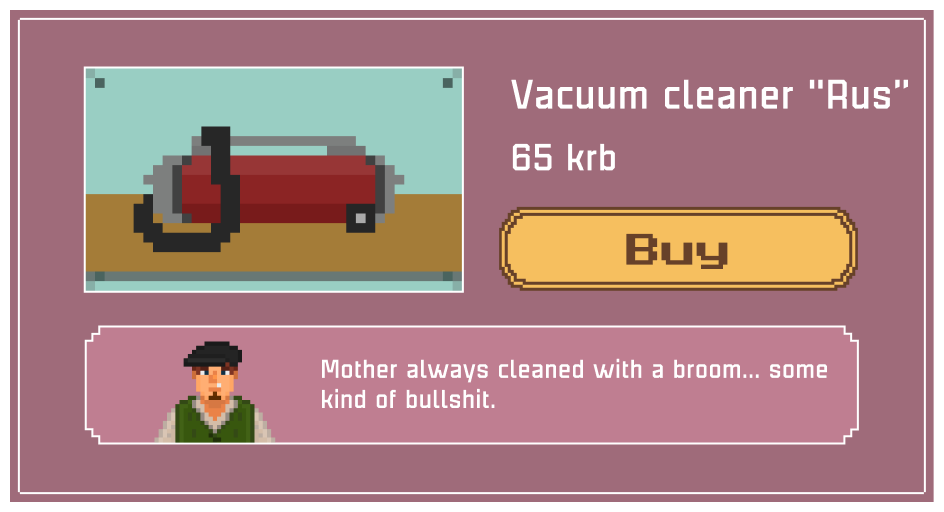 Vacuum cleaner "Rus"
65 krb
Buy
Mother always cleaned with a broom... some
kind of bullshit.